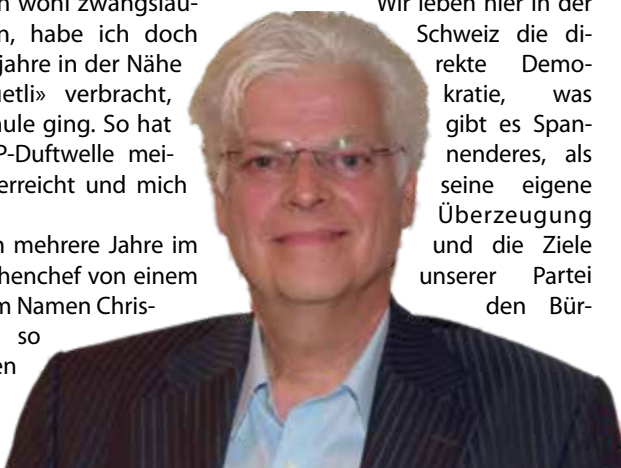 n wohl zwangsläu-
n, habe ich doch
jahre in der Nähe
etli» verbracht,
ule ging. So hat
P-Duftwelle mei-
erreicht und mich
n mehrere Jahre im
henchef von einem
m Namen Chris-
so
en
Wir leben hier in der
Schweiz die di-
rekte Demo-
kratie, was
gibt es Span-
nenderes, als
seine eigene
Überzeugung
und die Ziele
unserer Partei
den Bür-